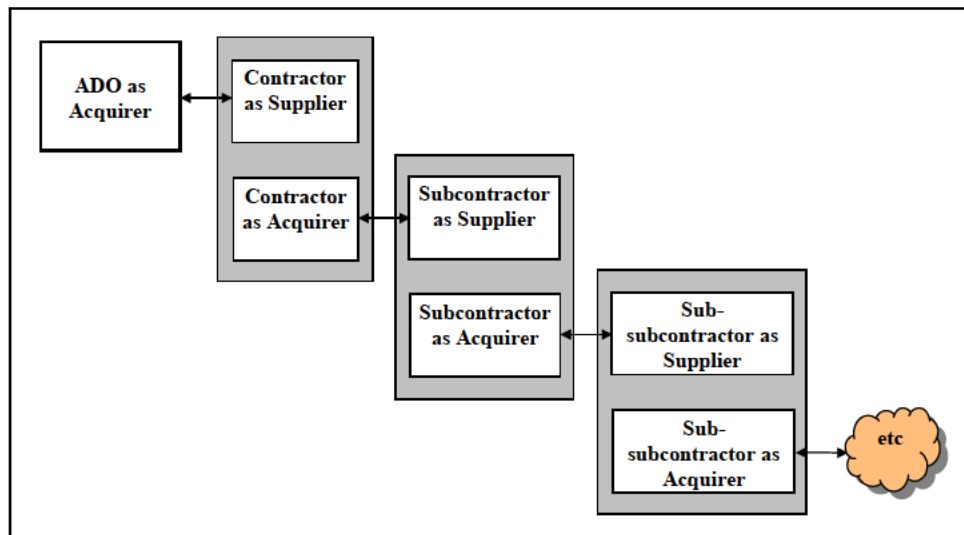 ADO as
Acquirer
Contractor
as Supplier
Contractor
as Acquirer
Subcontractor
as Supplier
Subcontractor
as Acquirer
Sub-
subcontractor as
Supplier
Sub-
subcontractor as
Acquirer
etc